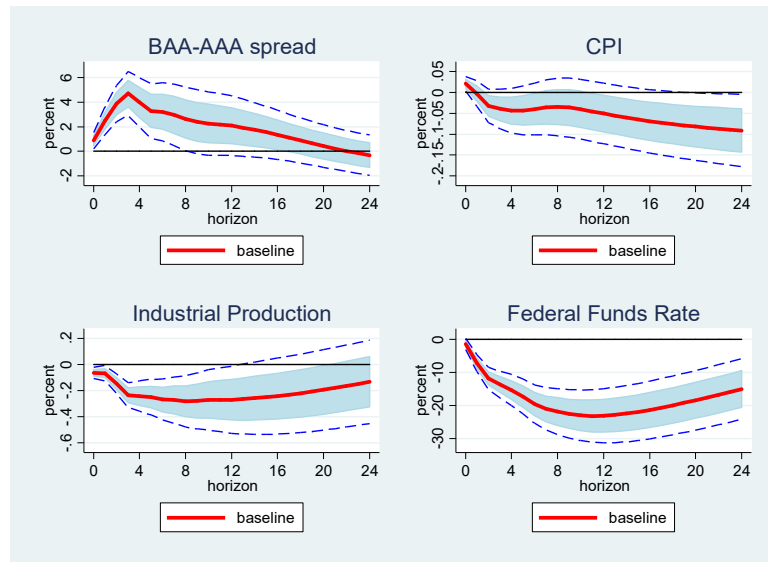 BAA-AAA spread
percent
6
4
2
0
-2
0 4 8 12 16 20 24
horizon
baseline
CPI
percent
.05
0
-.05
-.1
-.15
-.2
0 4 8 12 16 20 24
horizon
baseline
Industrial Production
percent
.2
0
-.2
-.4
-.6
0 4 8 12 16 20 24
horizon
baseline
Federal Funds Rate
percent
0
-10
-20
-30
0 4 8 12 16 20 24
horizon
baseline